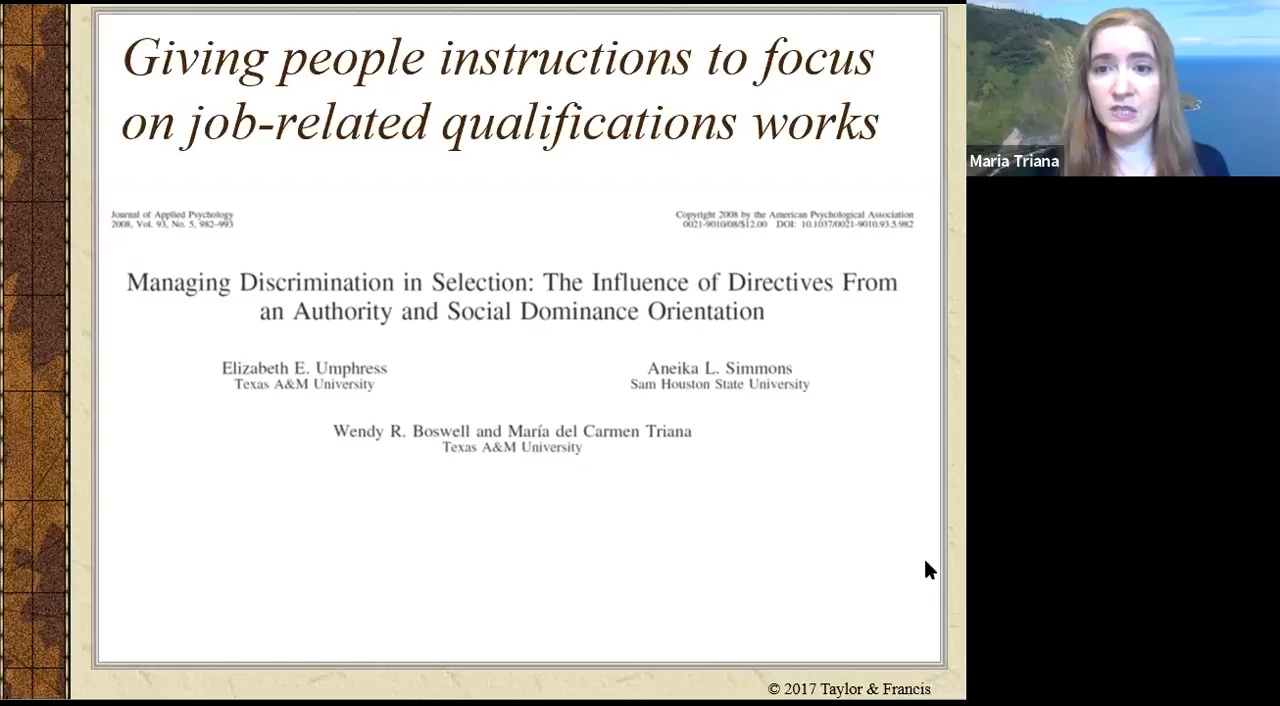 Giving people instructions to focus
on job-related qualifications works
Maria Triana
Journal of Applied Psychology
2008, Vol. 93, No. 5, 982–993
Copyright 2008 by the American Psychological Association
0021-9010/08/$12.00 DOI: 10.1037/0021-9010.93.5.982
Managing Discrimination in Selection: The Influence of Directives From
an Authority and Social Dominance Orientation
Elizabeth E. Umphress
Texas A&M University
Aneika L. Simmons
Sam Houston State University
Wendy R. Boswell and María del Carmen Triana
Texas A&M University
© 2017 Taylor & Francis